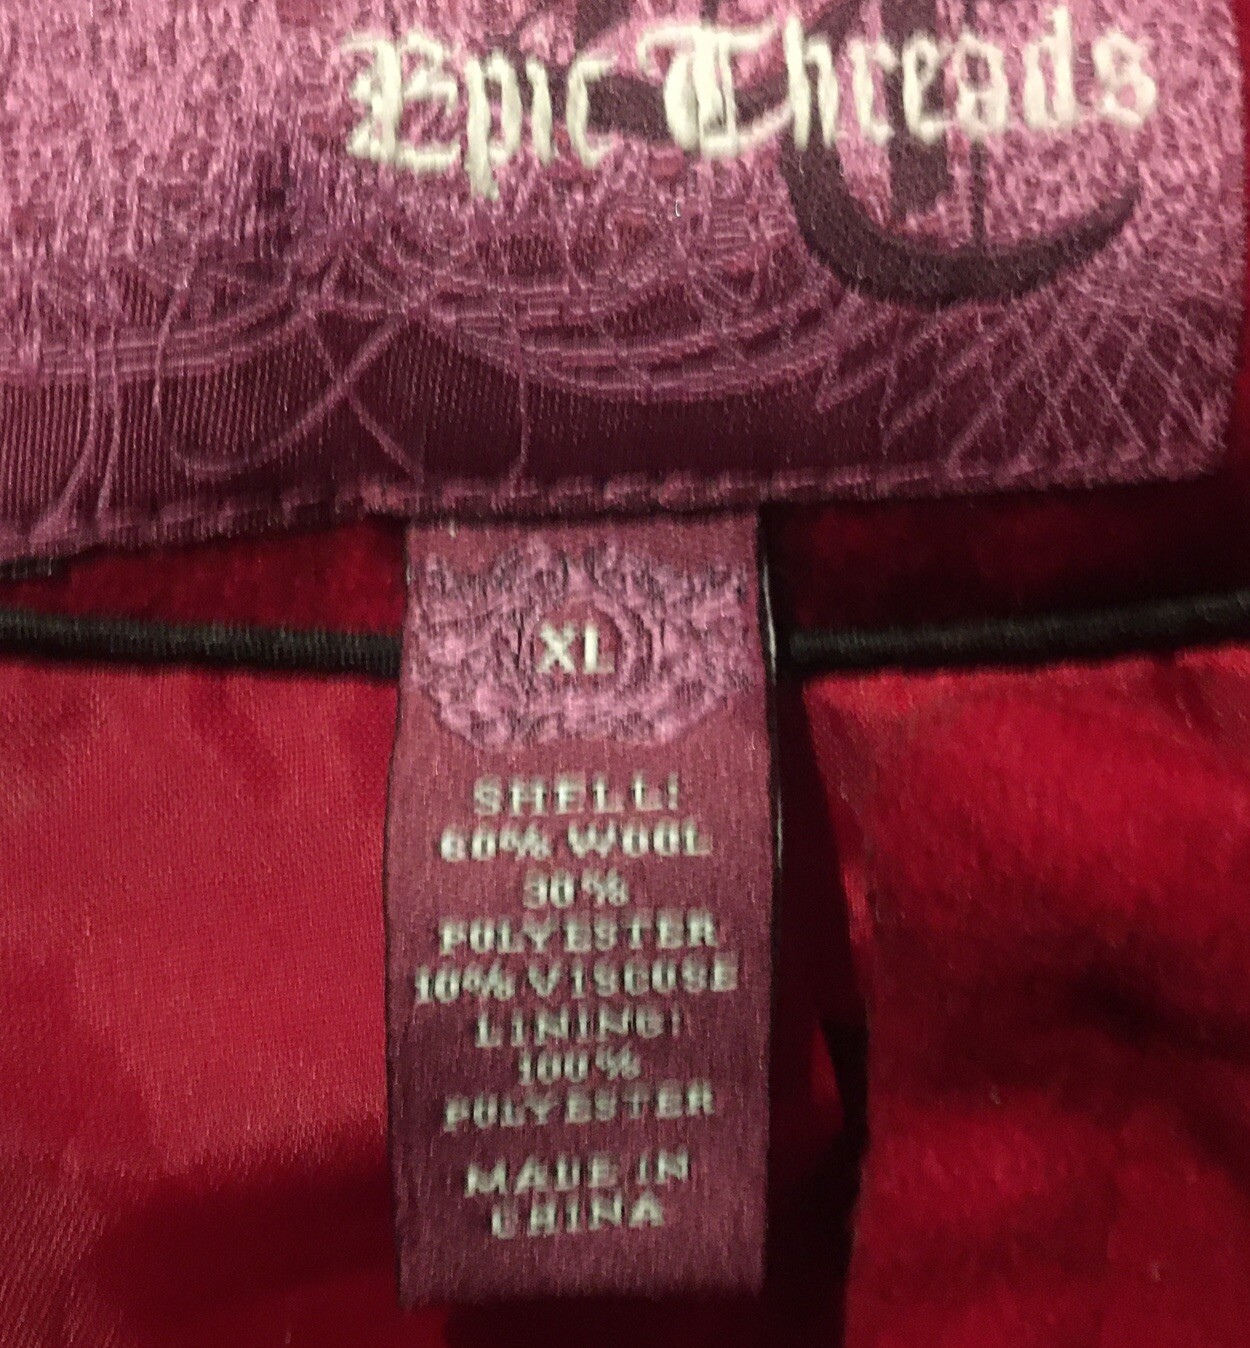 Epic Threads
XL
SHELL:
60% WOOL
30%
POLYESTER
10% VISCOSE
LINING:
100%
POLYESTER
MADE IN
CHINA